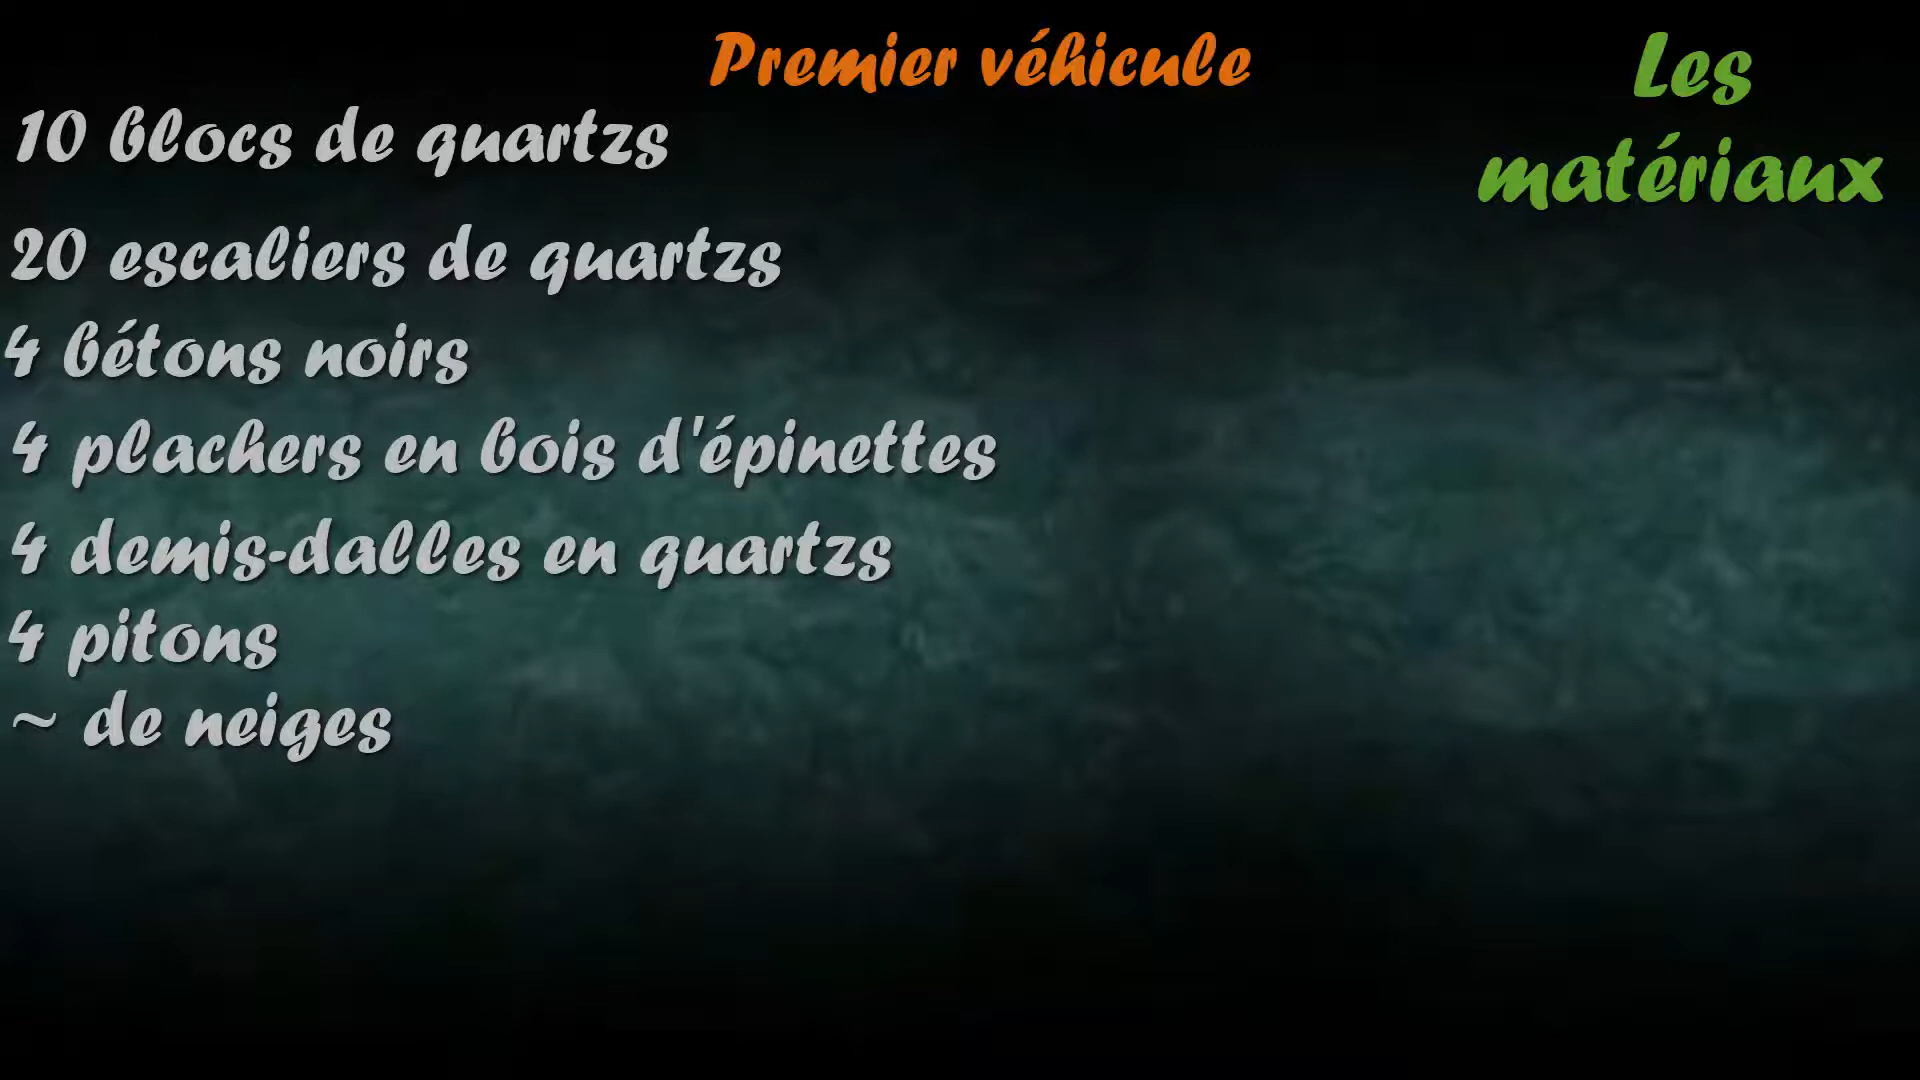 Premier véhicule
Les
matériaux
10 blocs de quartzs
20 escaliers de quartzs
4 bétons noirs
4 plachers en bois d'épinettes
4 demis-dalles en quartzs
4 pitons
~ de neiges